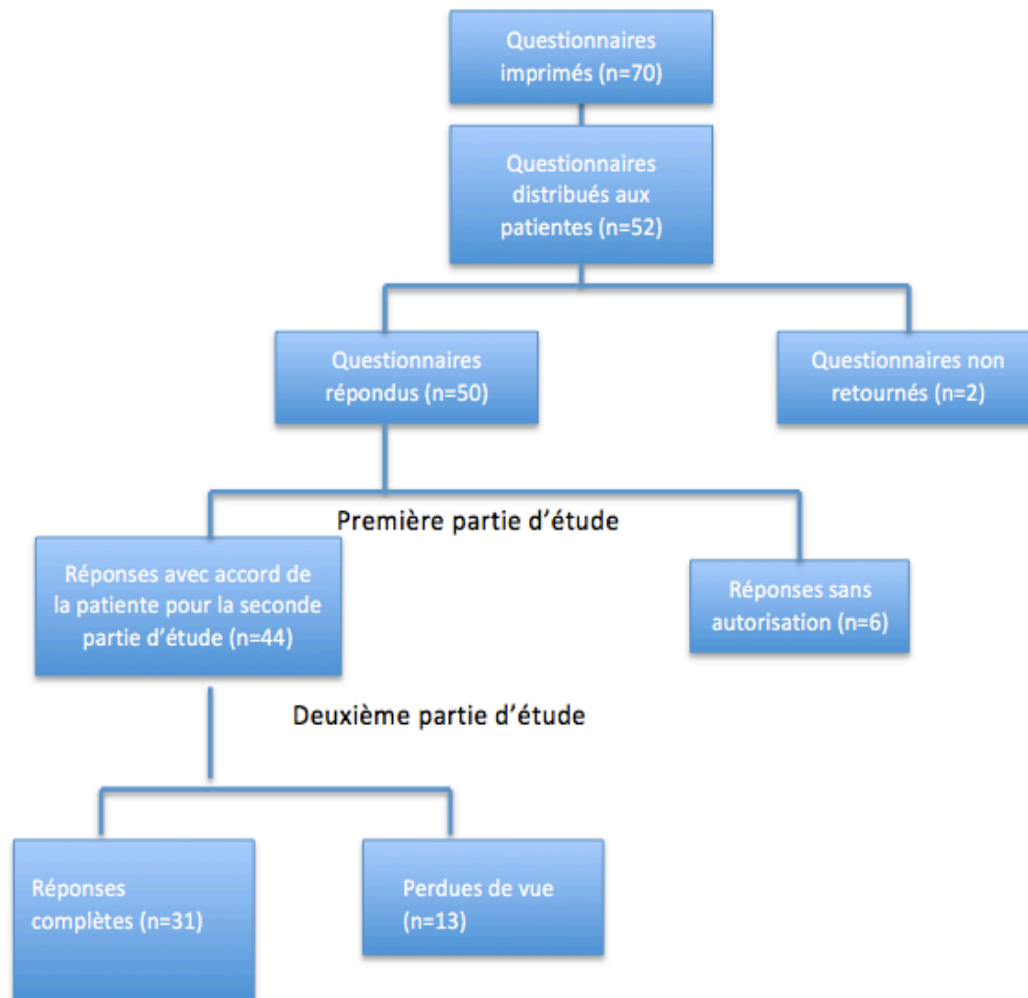 Questionnaires
imprimés (n=70)
Questionnaires
distribués aux
patientes (n=52)
Questionnaires
répondus (n=50)
Questionnaires non
retournés (n=2)
Première partie d'étude
Réponses avec accord de
la patiente pour la seconde
partie d'étude (n=44)
Réponses sans
autorisation (n=6)
Deuxième partie d'étude
Réponses
complètes (n=31)
Perdues de vue
(n=13)